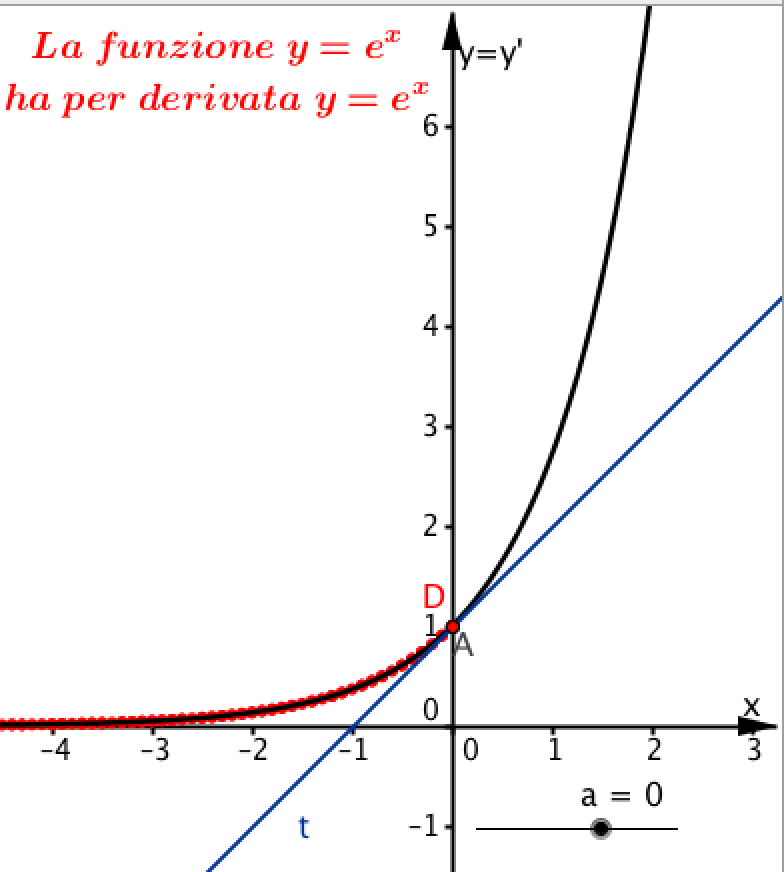 La funzione y = e^x
ha per derivata y = e^x
y=y'
6
5
4
3
2
D
1
A
0
x
–4 –3 –2 –1 0 1 2 3
a = 0
t
–1